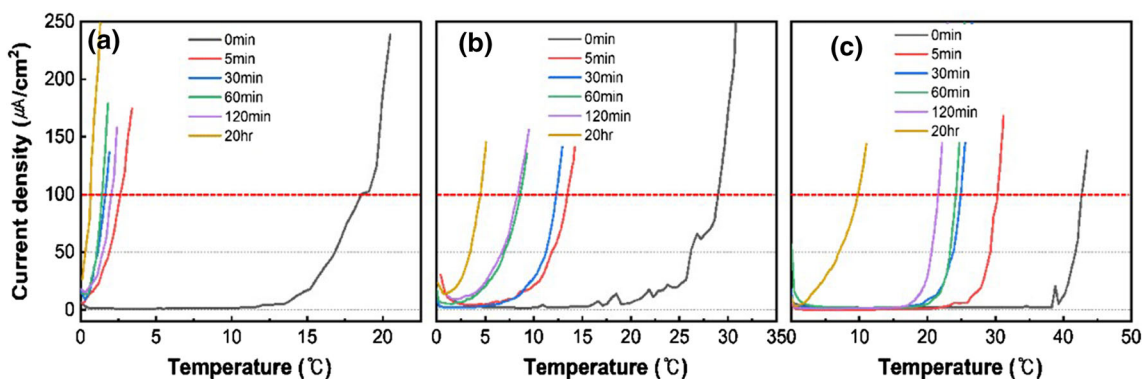 (a)
0min
5min
30min
60min
120min
20hr
(b)
0min
5min
30min
60min
120min
20hr
(c)
0min
5min
30min
60min
120min
20hr
Current density (μA/cm²)
250
200
150
100
50
0
0 5 10 15 20
0 5 10 15 20 25 30 35
0 10 20 30 31 50
Temperature (℃)
Temperature (℃)
Temperature (℃)